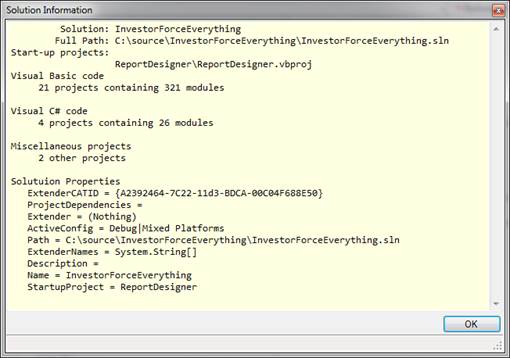 Solution Information
Solution: InvestorForceEverything
Full Path: C:\source\InvestorForceEverything\InvestorForceEverything.sln
Start-up projects:
ReportDesigner\ReportDesigner.vbproj
Visual Basic code
21 projects containing 321 modules
Visual C# code
4 projects containing 26 modules
Miscellaneous projects
2 other projects
Solutuion Properties
ExtenderCATID = {A2392464-7C22-11d3-BDCA-00C04F688E50}
ProjectDependencies =
Extender = (Nothing)
ActiveConfig = Debug|Mixed Platforms
Path = C:\source\InvestorForceEverything\InvestorForceEverything.sln
ExtenderNames = System.String[]
Description =
Name = InvestorForceEverything
StartupProject = ReportDesigner
OK